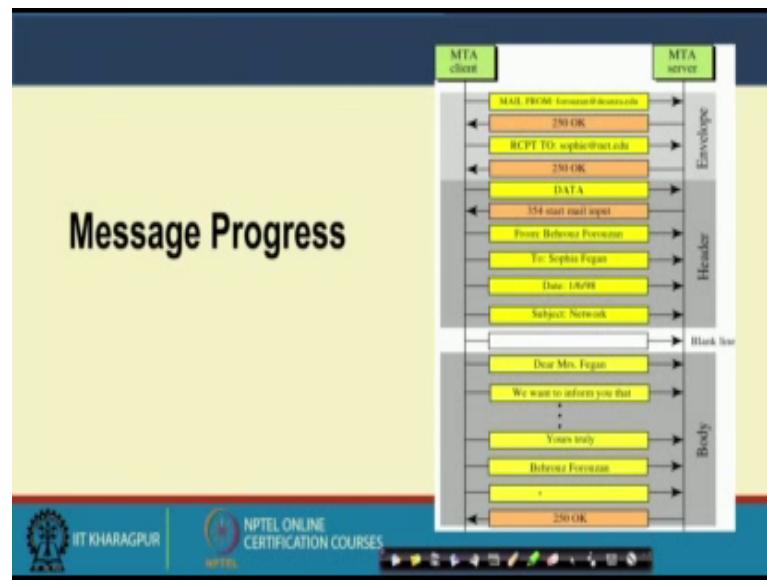 Message Progress
MTA client
MTA server
MAIL FROM: forouzan@deanza.edu
250 OK
RCPT TO: sophie@net.edu
250 OK
Envelope
DATA
354 start mail input
From: Behrouz Forouzan
To: Sophia Fegan
Date: 1/6/98
Subject: Network
Header
Blank line
Dear Mrs. Fegan
We want to inform you that
Yours truly
Behrouz Forouzan
.
250 OK
Body
IIT KHARAGPUR
NPTEL
NPTEL ONLINE
CERTIFICATION COURSES